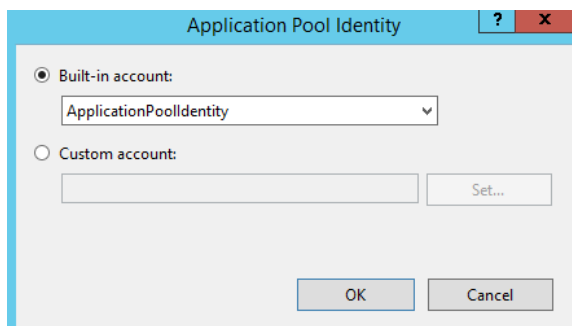 Application Pool Identity
? x
Built-in account:
ApplicationPoolIdentity
Custom account:
Set...
OK Cancel